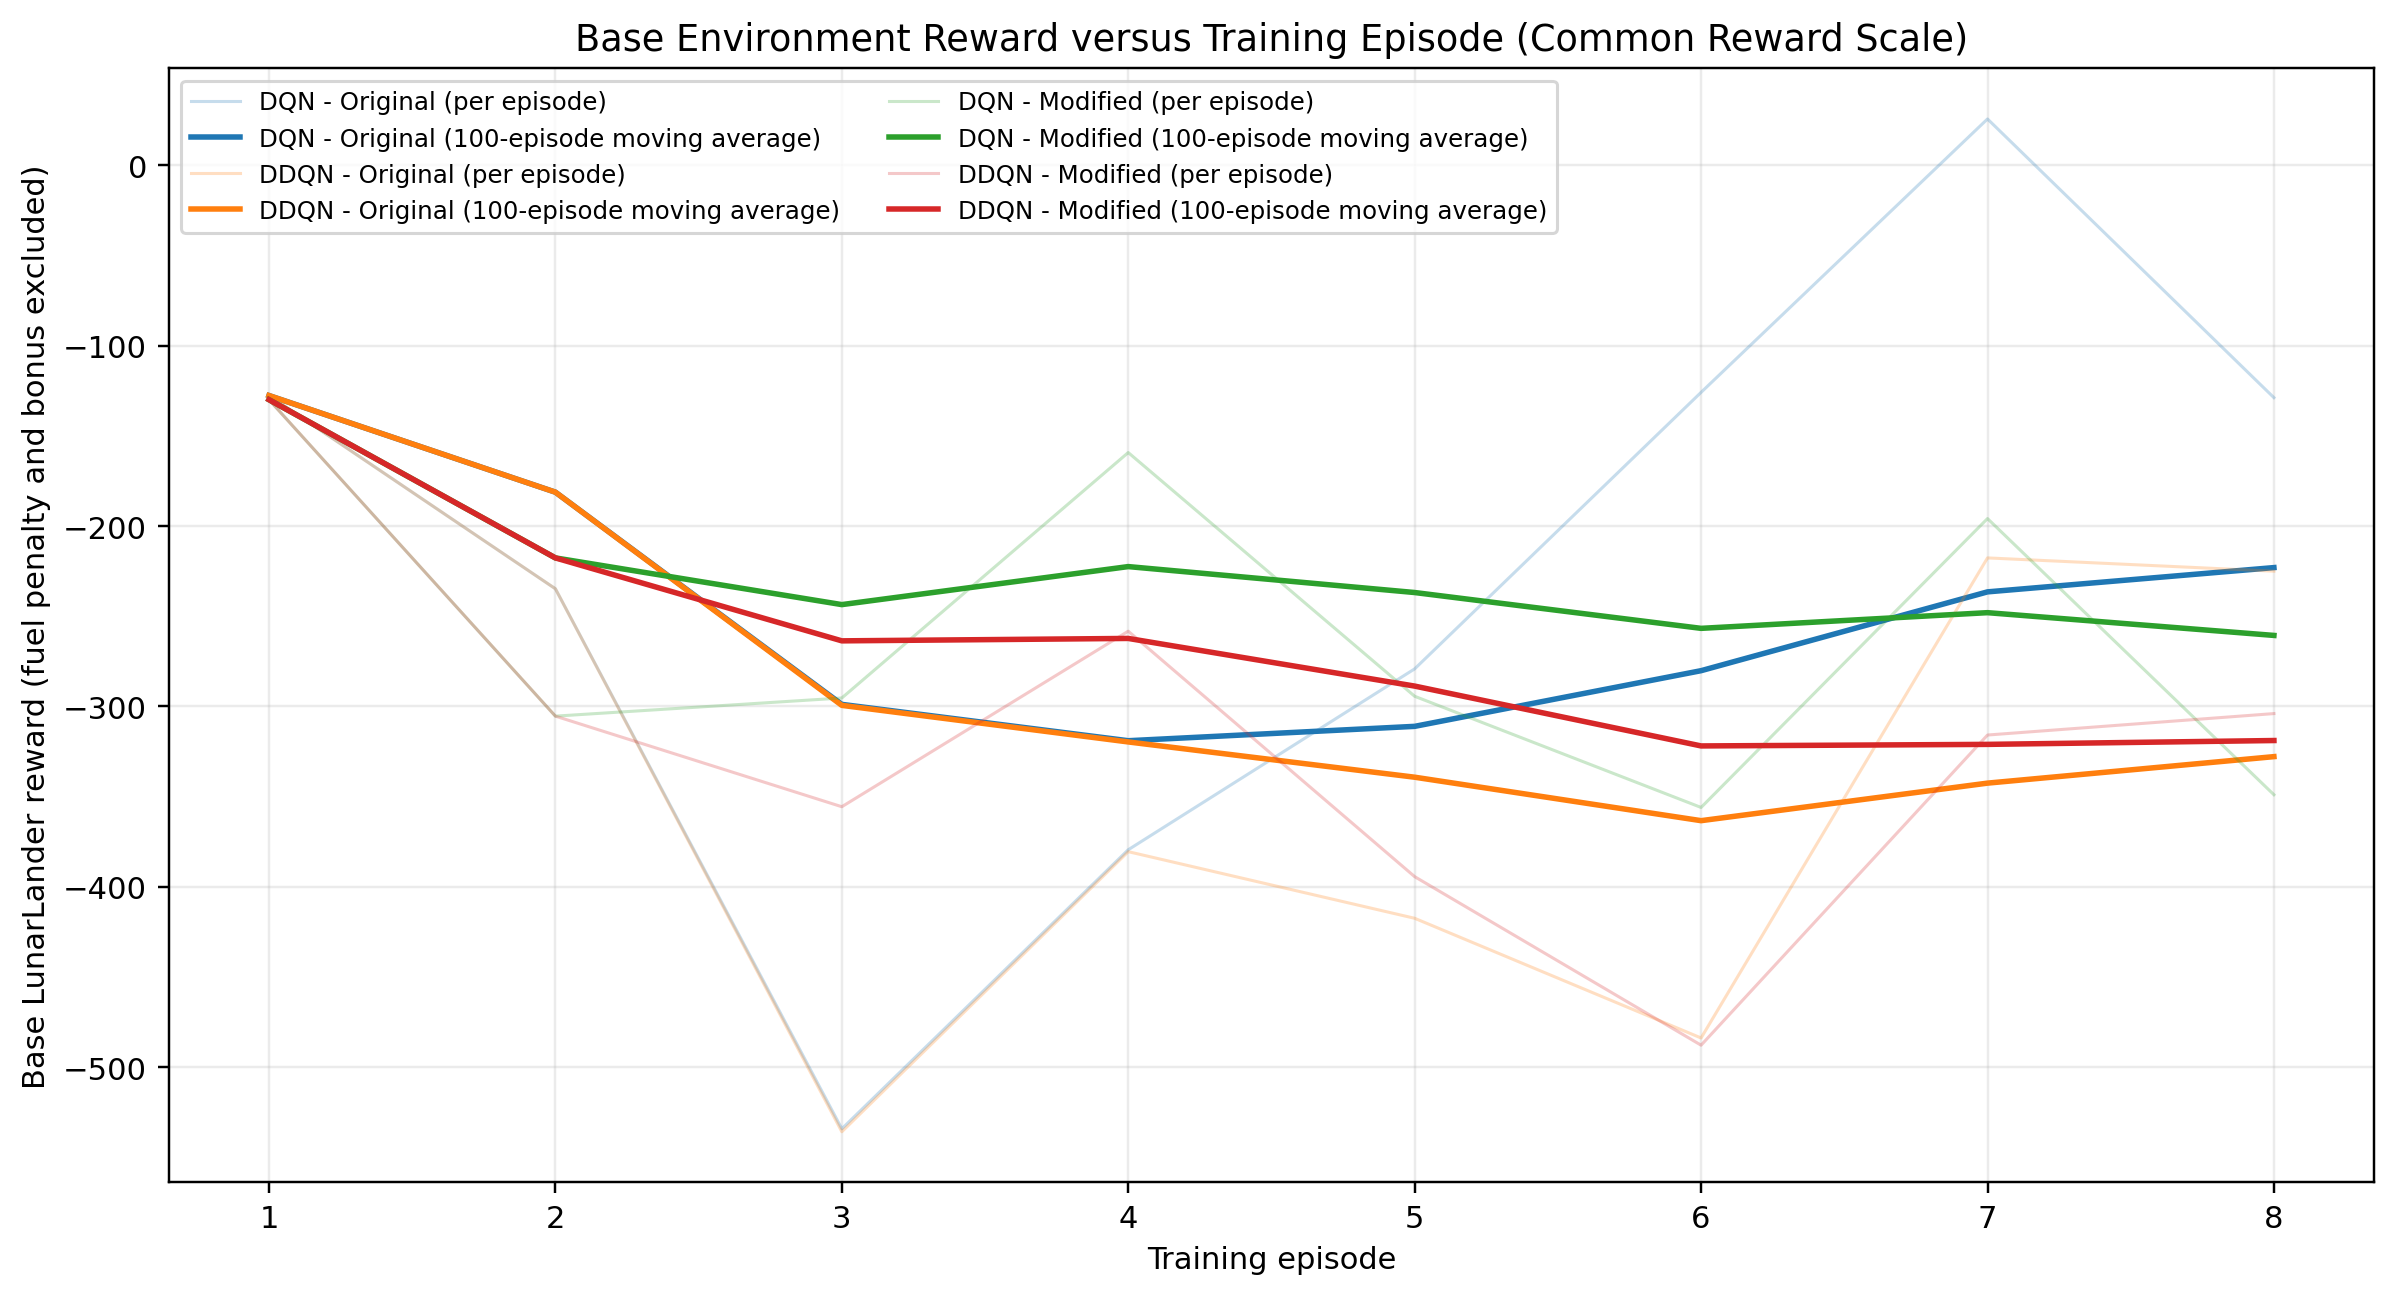 Base Environment Reward versus Training Episode (Common Reward Scale)
DQN - Original (per episode)
DQN - Original (100-episode moving average)
DDQN - Original (per episode)
DDQN - Original (100-episode moving average)
DQN - Modified (per episode)
DQN - Modified (100-episode moving average)
DDQN - Modified (per episode)
DDQN - Modified (100-episode moving average)
Base LunarLander reward (fuel penalty and bonus excluded)
0
−100
−200
−300
−400
−500
1 2 3 4 5 6 7 8
Training episode